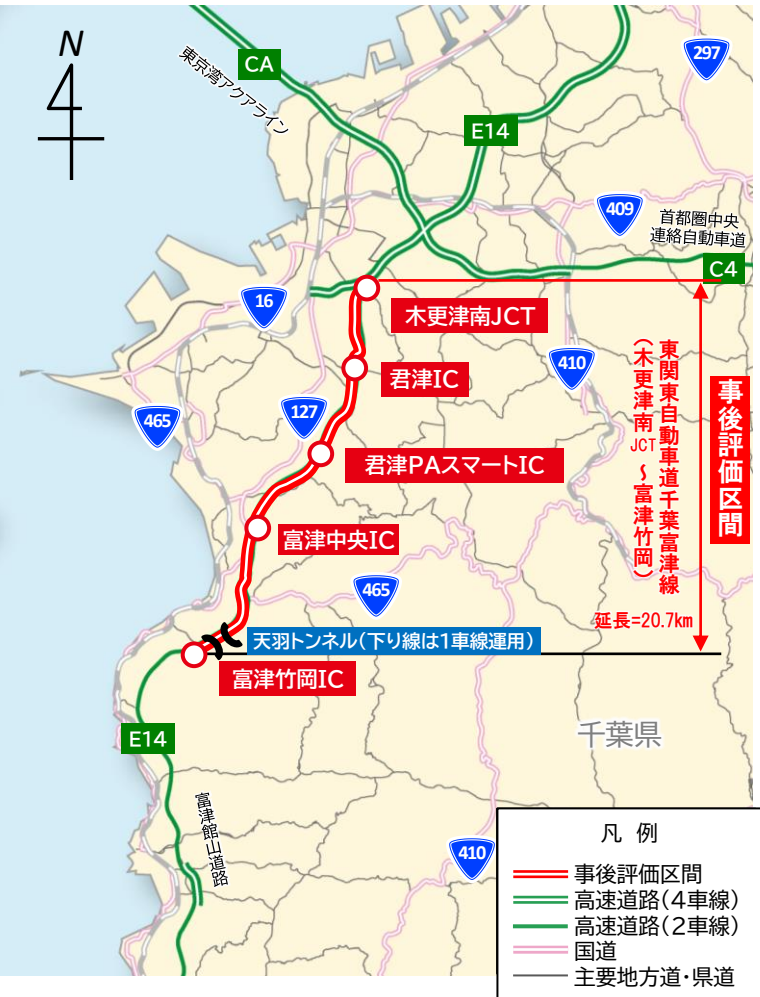 N
CA
東京湾アクアライン
E14
297
409
首都圏中央
連絡自動車道
C4
16
木更津南JCT
君津IC
410
465
127
君津PAスマートIC
富津中央IC
465
事後評価区間
東関東自動車道千葉富津線
(木更津南JCT ~ 富津竹岡)
延長=20.7km
天羽トンネル(下り線は1車線運用)
富津竹岡IC
E14
千葉県
富津館山道路
410
凡 例
事後評価区間
高速道路(4車線)
高速道路(2車線)
国道
主要地方道・県道